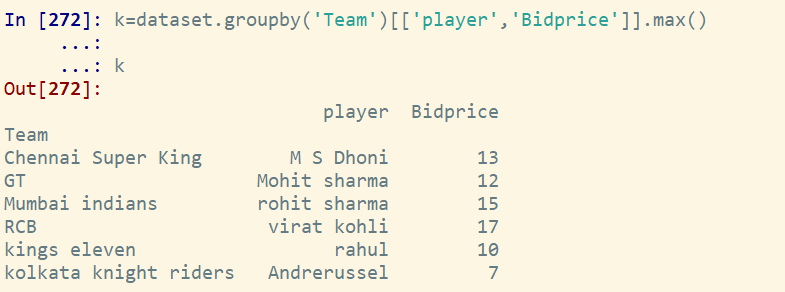 In [272]: k=dataset.groupby('Team')[['player','Bidprice']].max()
     ...:
     ...: k
Out[272]:
                             player  Bidprice
Team
Chennai Super King        M S Dhoni        13
GT                     Mohit sharma        12
Mumbai indians         rohit sharma        15
RCB                     virat kohli        17
kings eleven                  rahul        10
kolkata knight riders   Andrerussel         7